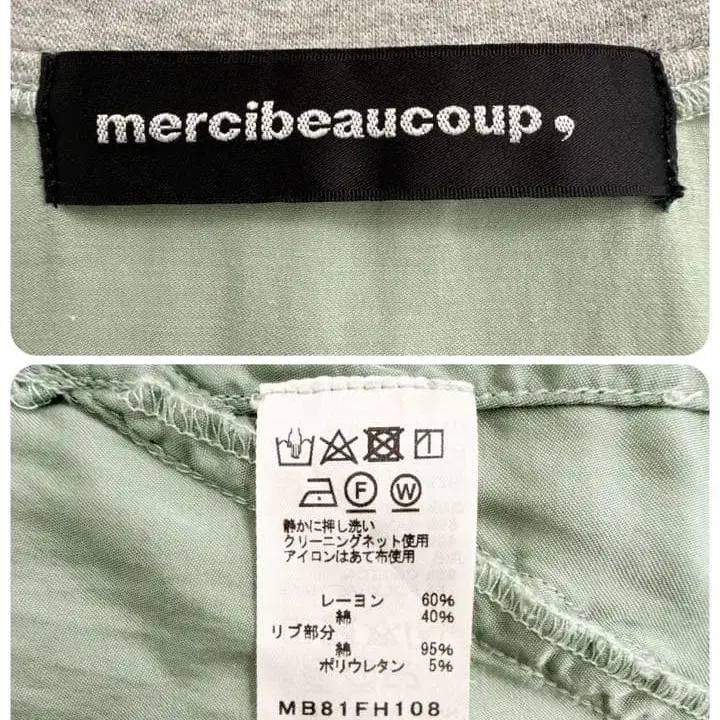 mercibeaucoup,
F W
静かに押し洗い
クリーニングネット使用
アイロンはあて布使用
レーヨン 60%
綿 40%
リブ部分
綿 95%
ポリウレタン 5%
MB81FH108